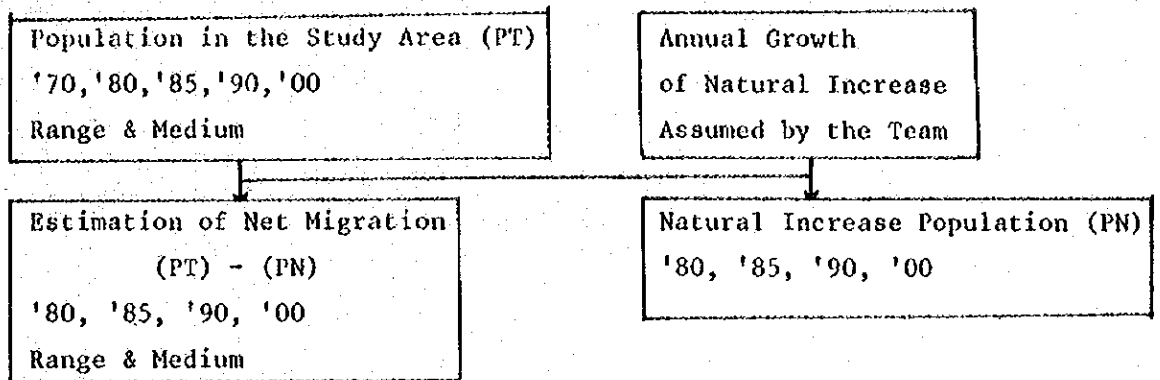 Population in the Study Area (PT)
'70,'80,'85,'90,'00
Range & Medium
Annual Growth
of Natural Increase
Assumed by the Team
Estimation of Net Migration
(PT) - (PN)
'80, '85, '90, '00
Range & Medium
Natural Increase Population (PN)
'80, '85, '90, '00